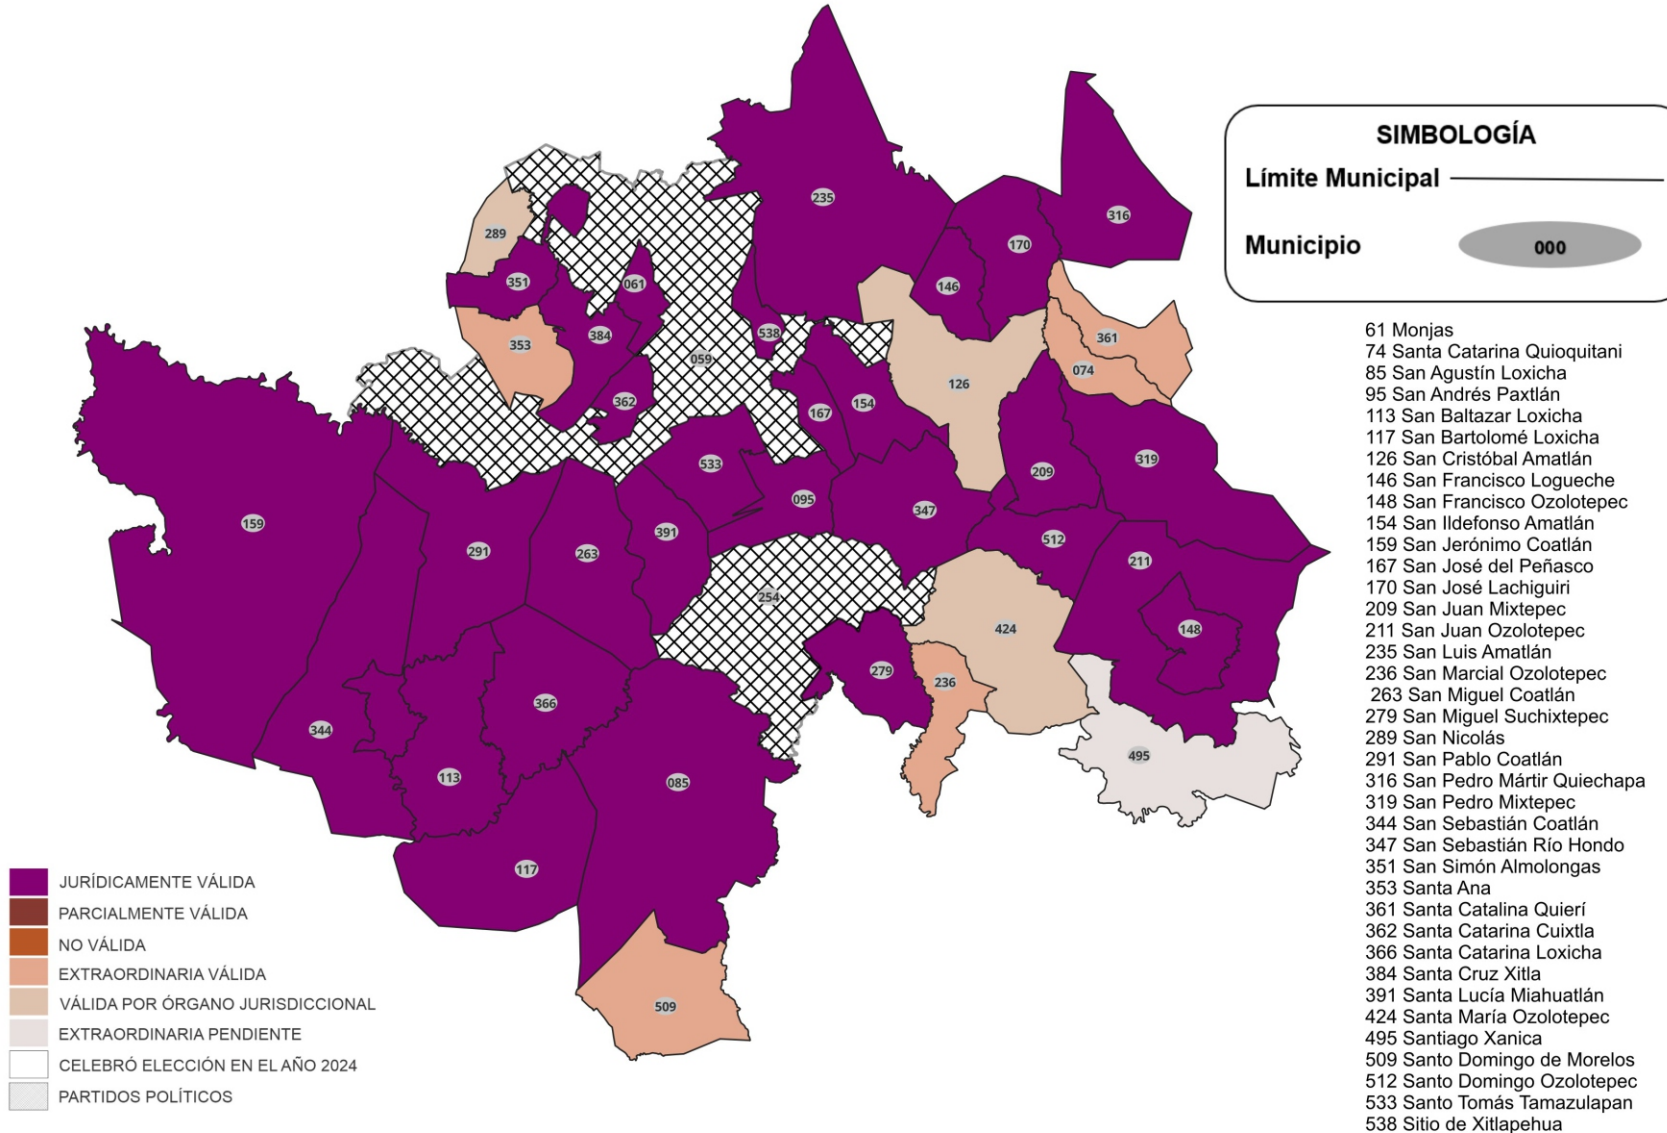 SIMBOLOGÍA
Límite Municipal
Municipio
000
235
316
170
289
146
351
061
538
384
353
361
059
074
126
362
154
167
319
533
209
095
347
159
391
512
291
263
211
254
424
148
279
236
366
344
495
113
085
117
509
JURÍDICAMENTE VÁLIDA
PARCIALMENTE VÁLIDA
NO VÁLIDA
EXTRAORDINARIA VÁLIDA
VÁLIDA POR ÓRGANO JURISDICCIONAL
EXTRAORDINARIA PENDIENTE
CELEBRÓ ELECCIÓN EN EL AÑO 2024
PARTIDOS POLÍTICOS
61 Monjas
74 Santa Catarina Quioquitani
85 San Agustín Loxicha
95 San Andrés Paxtlán
113 San Baltazar Loxicha
117 San Bartolomé Loxicha
126 San Cristóbal Amatlán
146 San Francisco Logueche
148 San Francisco Ozolotepec
154 San Ildefonso Amatlán
159 San Jerónimo Coatlán
167 San José del Peñasco
170 San José Lachiguiri
209 San Juan Mixtepec
211 San Juan Ozolotepec
235 San Luis Amatlán
236 San Marcial Ozolotepec
263 San Miguel Coatlán
279 San Miguel Suchixtepec
289 San Nicolás
291 San Pablo Coatlán
316 San Pedro Mártir Quiechapa
319 San Pedro Mixtepec
344 San Sebastián Coatlán
347 San Sebastián Río Hondo
351 San Simón Almolongas
353 Santa Ana
361 Santa Catalina Quierí
362 Santa Catarina Cuixtla
366 Santa Catarina Loxicha
384 Santa Cruz Xitla
391 Santa Lucía Miahuatlán
424 Santa María Ozolotepec
495 Santiago Xanica
509 Santo Domingo de Morelos
512 Santo Domingo Ozolotepec
533 Santo Tomás Tamazulapan
538 Sitio de Xitlapehua